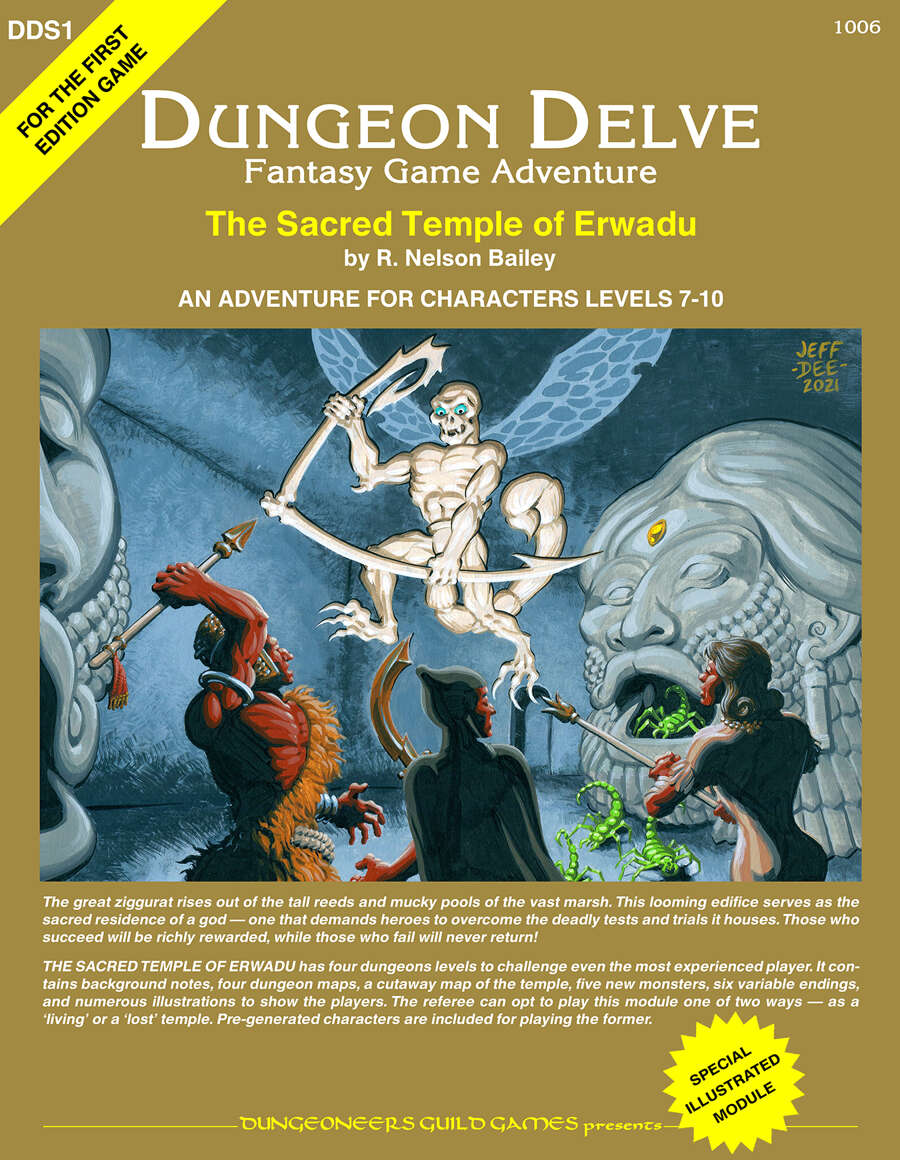 DDS1
1006
FOR THE FIRST
EDITION GAME
DUNGEON DELVE
Fantasy Game Adventure
The Sacred Temple of Erwadu
by R. Nelson Bailey
AN ADVENTURE FOR CHARACTERS LEVELS 7-10
JEFF
-DEE-
2021
The great ziggurat rises out of the tall reeds and mucky pools of the vast marsh. This looming edifice serves as the
sacred residence of a god — one that demands heroes to overcome the deadly tests and trials it houses. Those who
succeed will be richly rewarded, while those who fail will never return!
THE SACRED TEMPLE OF ERWADU has four dungeons levels to challenge even the most experienced player. It con-
tains background notes, four dungeon maps, a cutaway map of the temple, five new monsters, six variable endings,
and numerous illustrations to show the players. The referee can opt to play this module one of two ways — as a
‘living’ or a ‘lost’ temple. Pre-generated characters are included for playing the former.
SPECIAL
ILLUSTRATED
MODULE
DUNGEONEERS GUILD GAMES presents